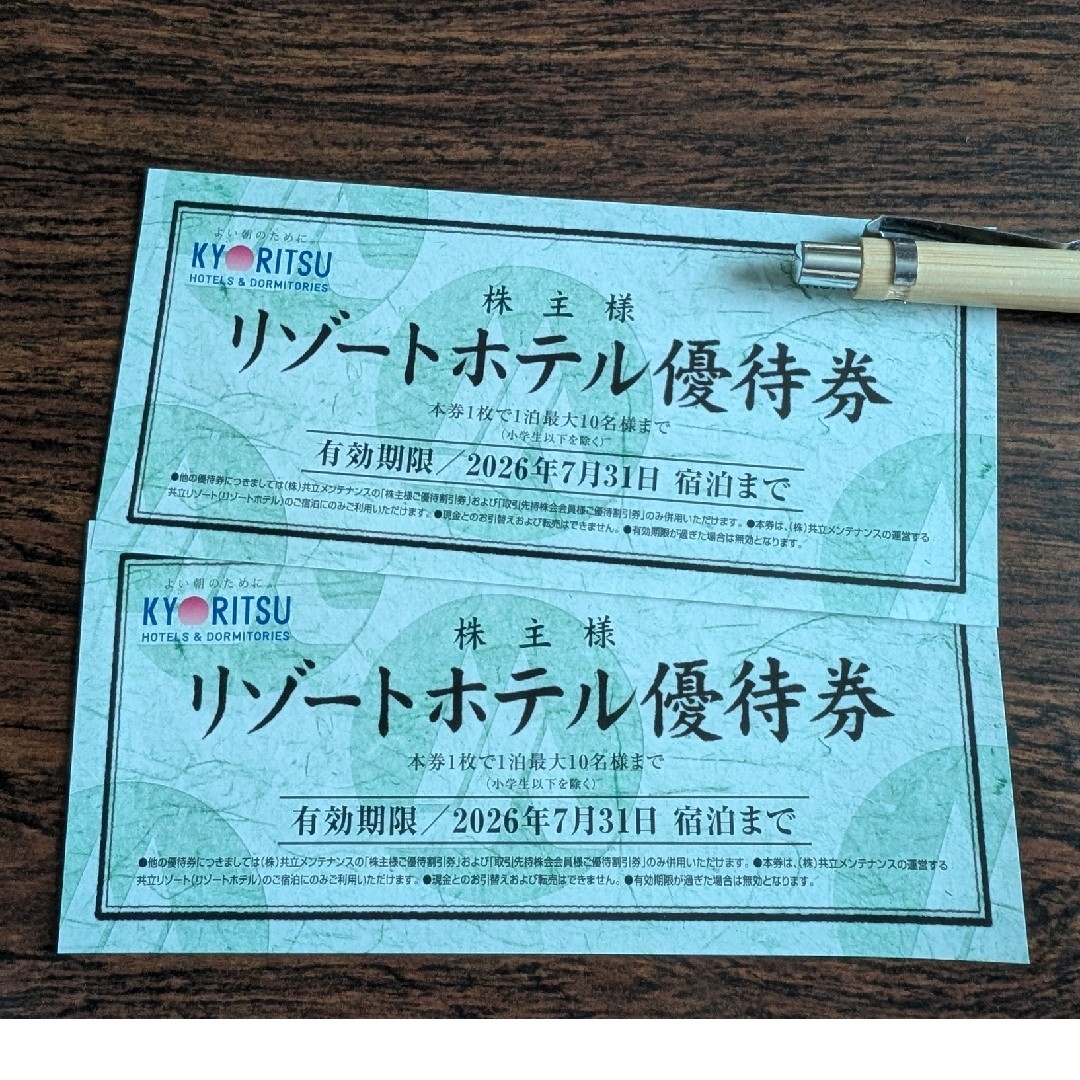 よい朝のために。
KYORITSU
HOTELS & DORMITORIES
株主様
リゾートホテル優待券
本券1枚で1泊最大10名様まで
(小学生以下を除く)
有効期限／2026年7月31日 宿泊まで
●他の優待券につきましては(株)共立メンテナンスの「株主様ご優待割引券」および「取引先持株会会員様ご優待割引券」のみ併用いただけます。●本券は、(株)共立メンテナンスの運営する
共立リゾート(リゾートホテル)のご宿泊にのみご利用いただけます。●現金とのお引替えおよび転売はできません。●有効期限が過ぎた場合は無効となります。
よい朝のために。
KYORITSU
HOTELS & DORMITORIES
株主様
リゾートホテル優待券
本券1枚で1泊最大10名様まで
(小学生以下を除く)
有効期限／2026年7月31日 宿泊まで
●他の優待券につきましては(株)共立メンテナンスの「株主様ご優待割引券」および「取引先持株会会員様ご優待割引券」のみ併用いただけます。●本券は、(株)共立メンテナンスの運営する
共立リゾート(リゾートホテル)のご宿泊にのみご利用いただけます。●現金とのお引替えおよび転売はできません。●有効期限が過ぎた場合は無効となります。